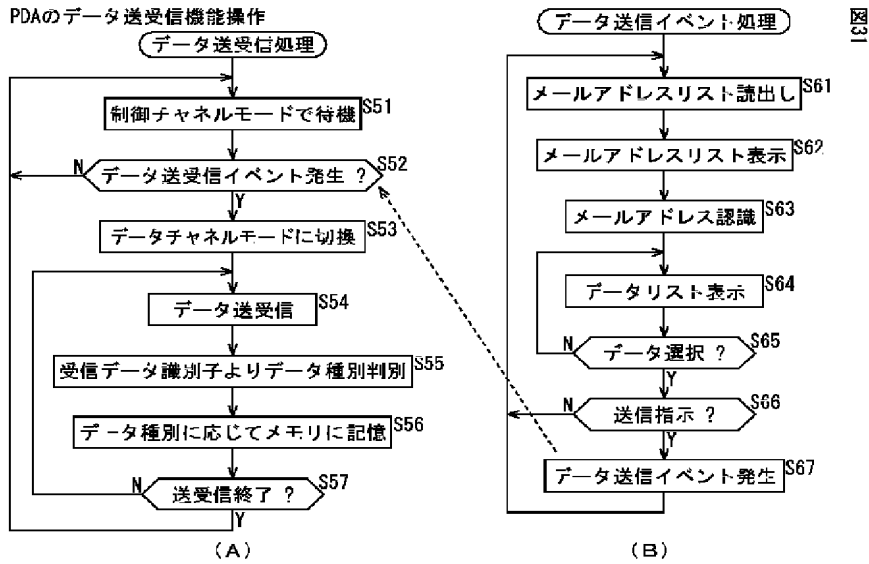 PDAのデータ送受信機能操作
データ送受信処理
制御チャネルモードで待機
S51
データ送受信イベント発生 ?
S52
N
Y
データチャネルモードに切換
S53
データ送受信
S54
受信データ識別子よりデータ種別判別
S55
データ種別に応じてメモリに記憶
S56
送受信終了 ?
S57
N
Y
(A)
データ送信イベント処理
メールアドレスリスト読出し
S61
メールアドレスリスト表示
S62
メールアドレス認識
S63
データリスト表示
S64
データ選択 ?
S65
N
Y
送信指示 ?
S66
N
Y
データ送信イベント発生
S67
(B)
図31